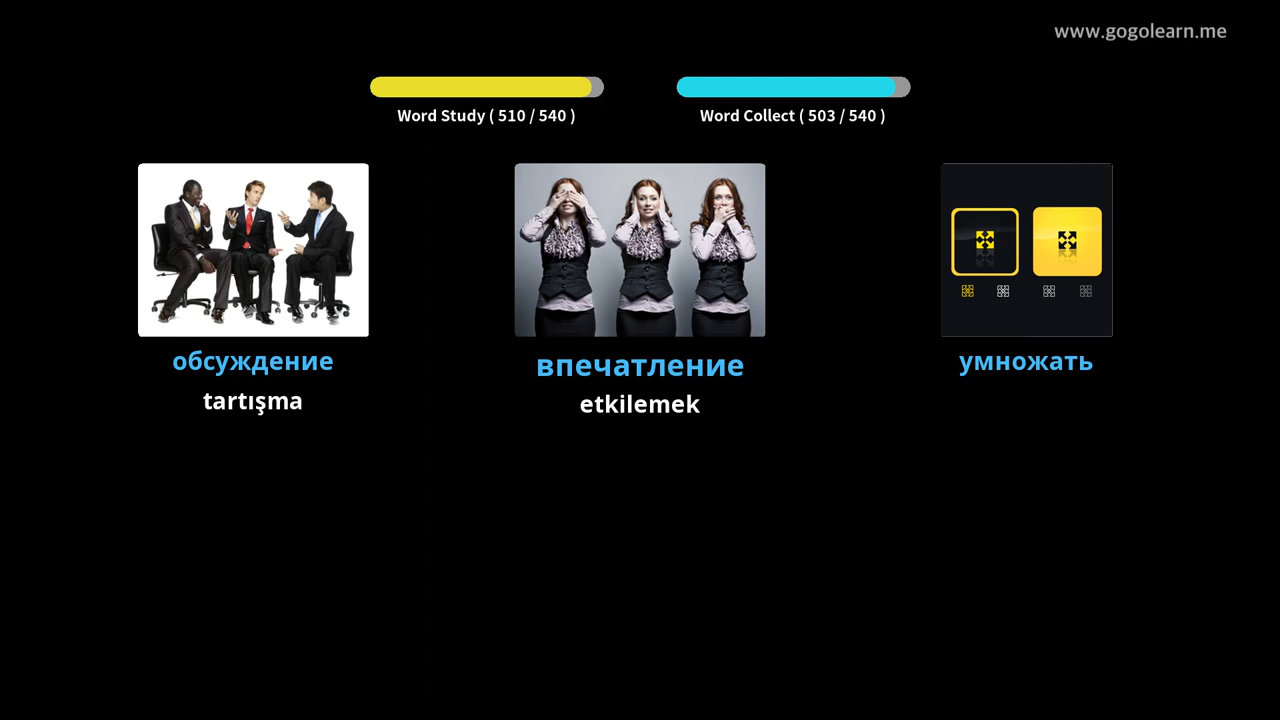 www.gogolearn.me
Word Study ( 510 / 540 )
Word Collect ( 503 / 540 )
обсуждение
впечатление
умножать
tartışma
etkilemek